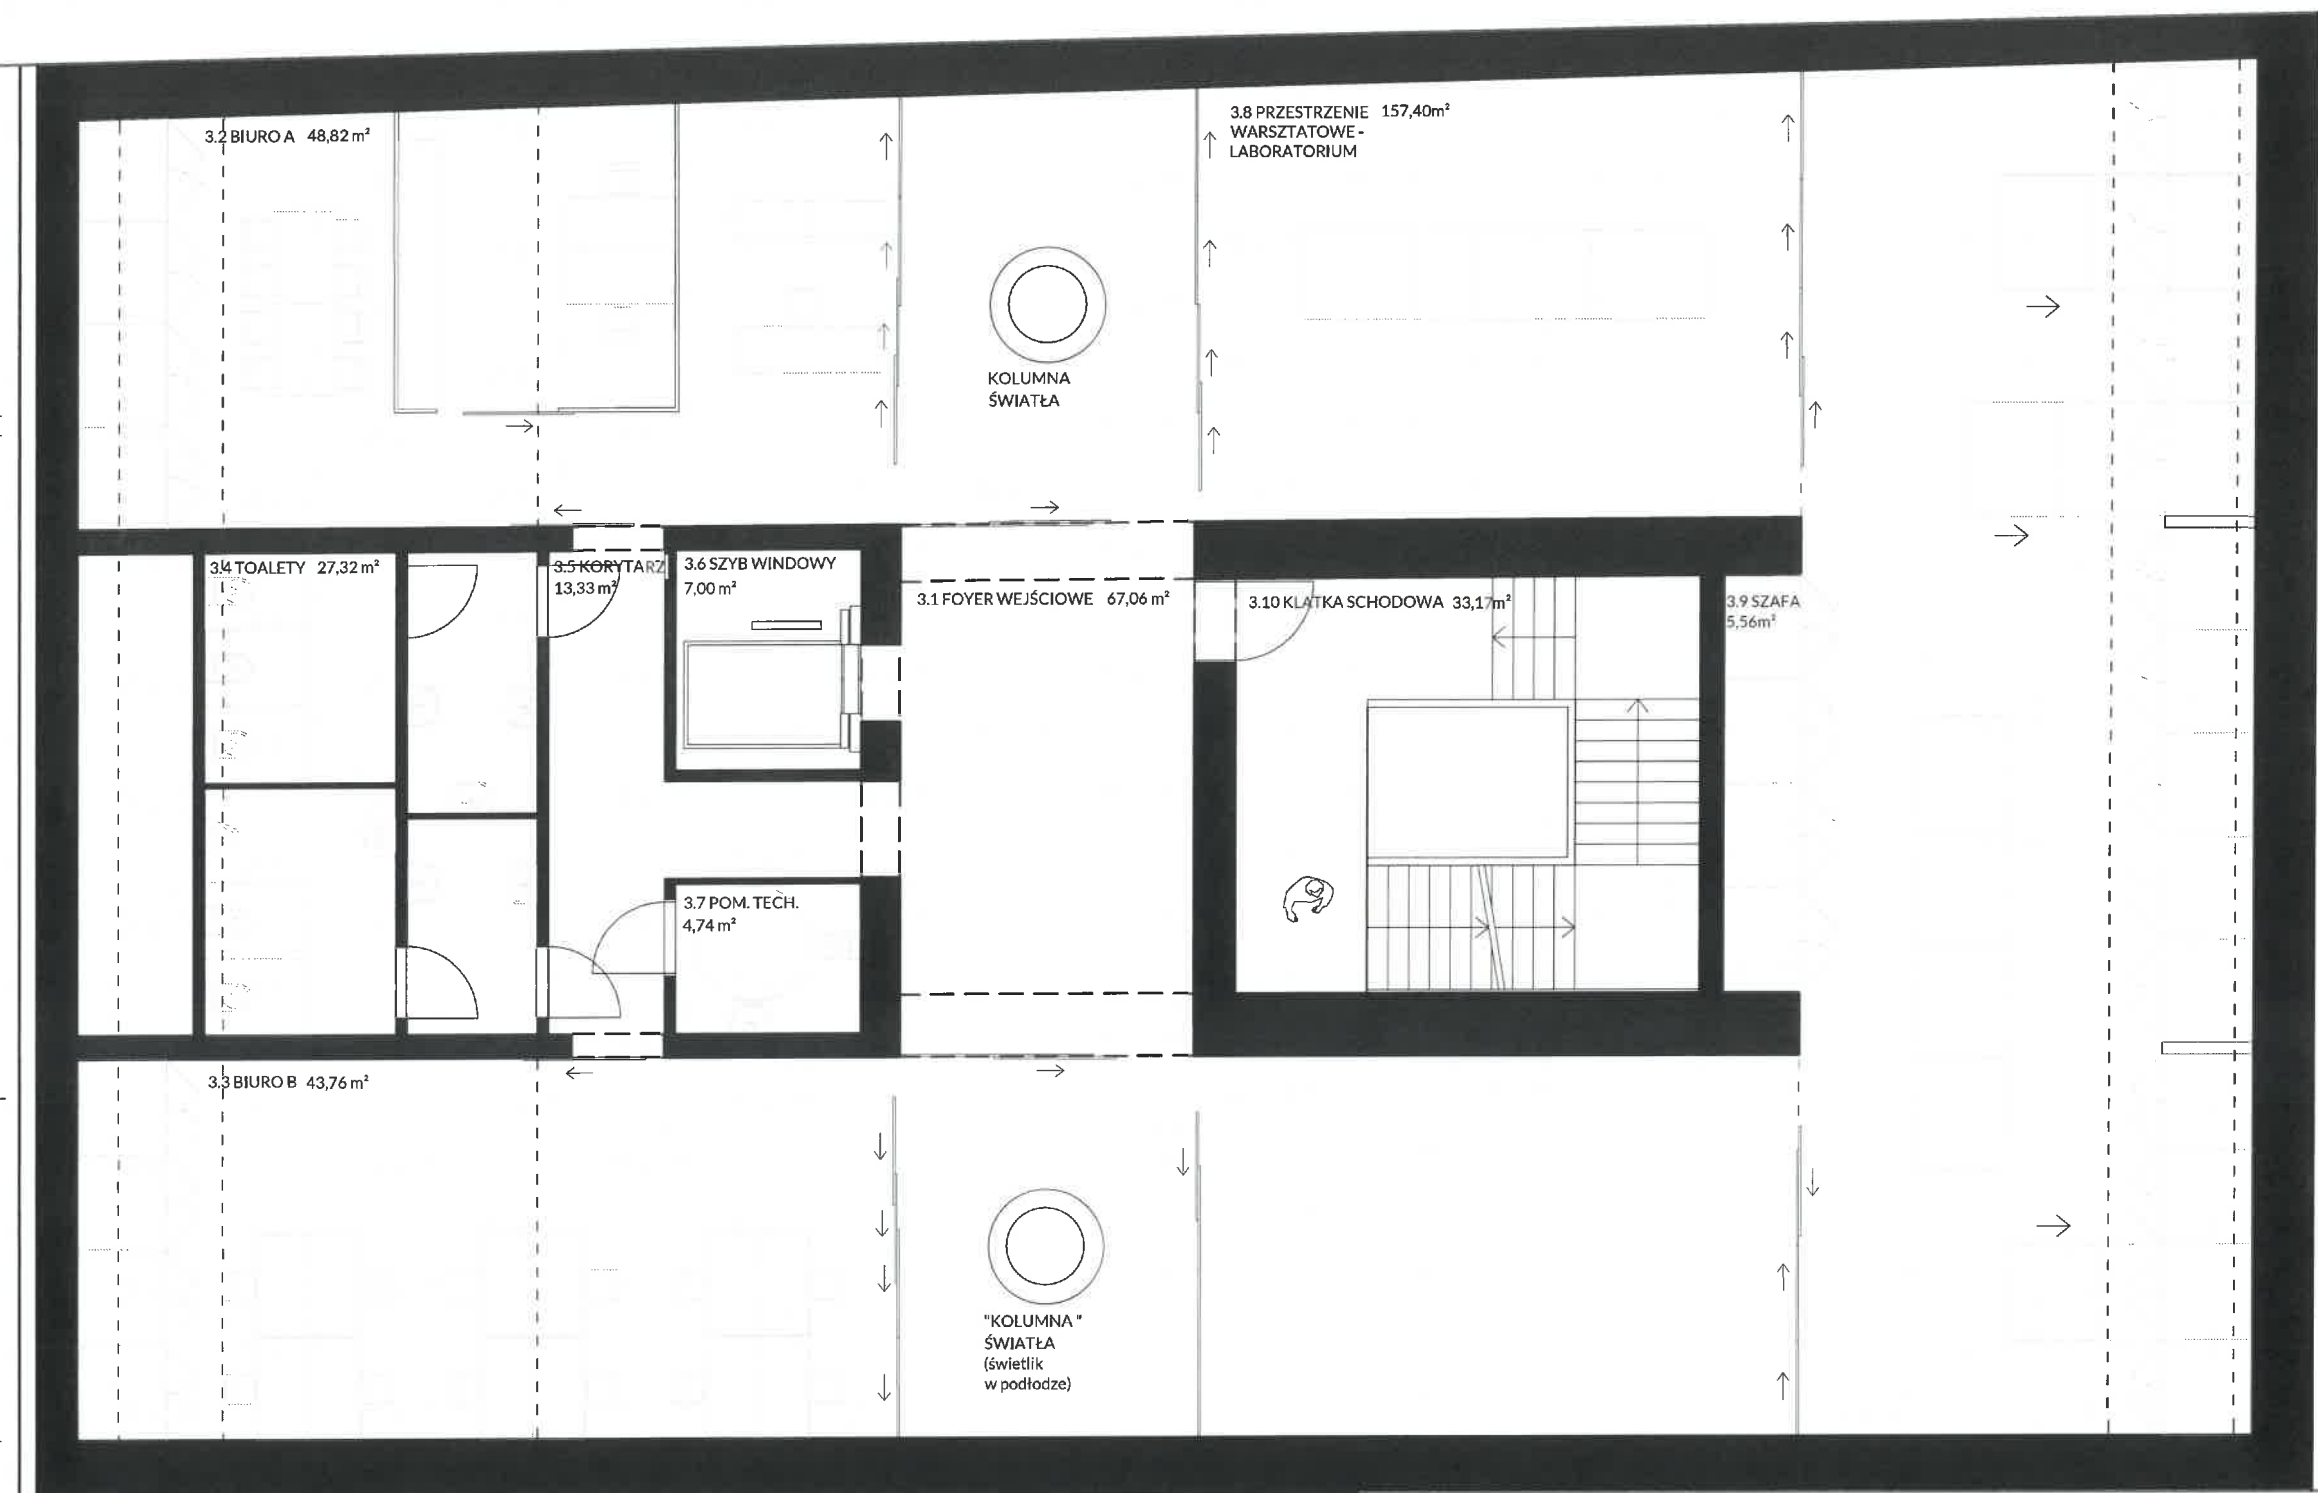 3.2 BIURO A 48,82 m²
3.8 PRZESTRZENIE 157,40m²
WARSZTATOWE -
LABORATORIUM
KOLUMNA
ŚWIATŁA
3.4 TOALETY 27,32 m²
3.5 KORYTARZ
13,33 m²
3.6 SZYB WINDOWY
7,00 m²
3.1 FOYER WEJŚCIOWE 67,06 m²
3.10 KLATKA SCHODOWA 33,17m²
3.9 SZAFA
5,56m²
3.7 POM. TECH.
4,74 m²
3.3 BIURO B 43,76 m²
"KOLUMNA"
ŚWIATŁA
(świetlik
w podłodze)